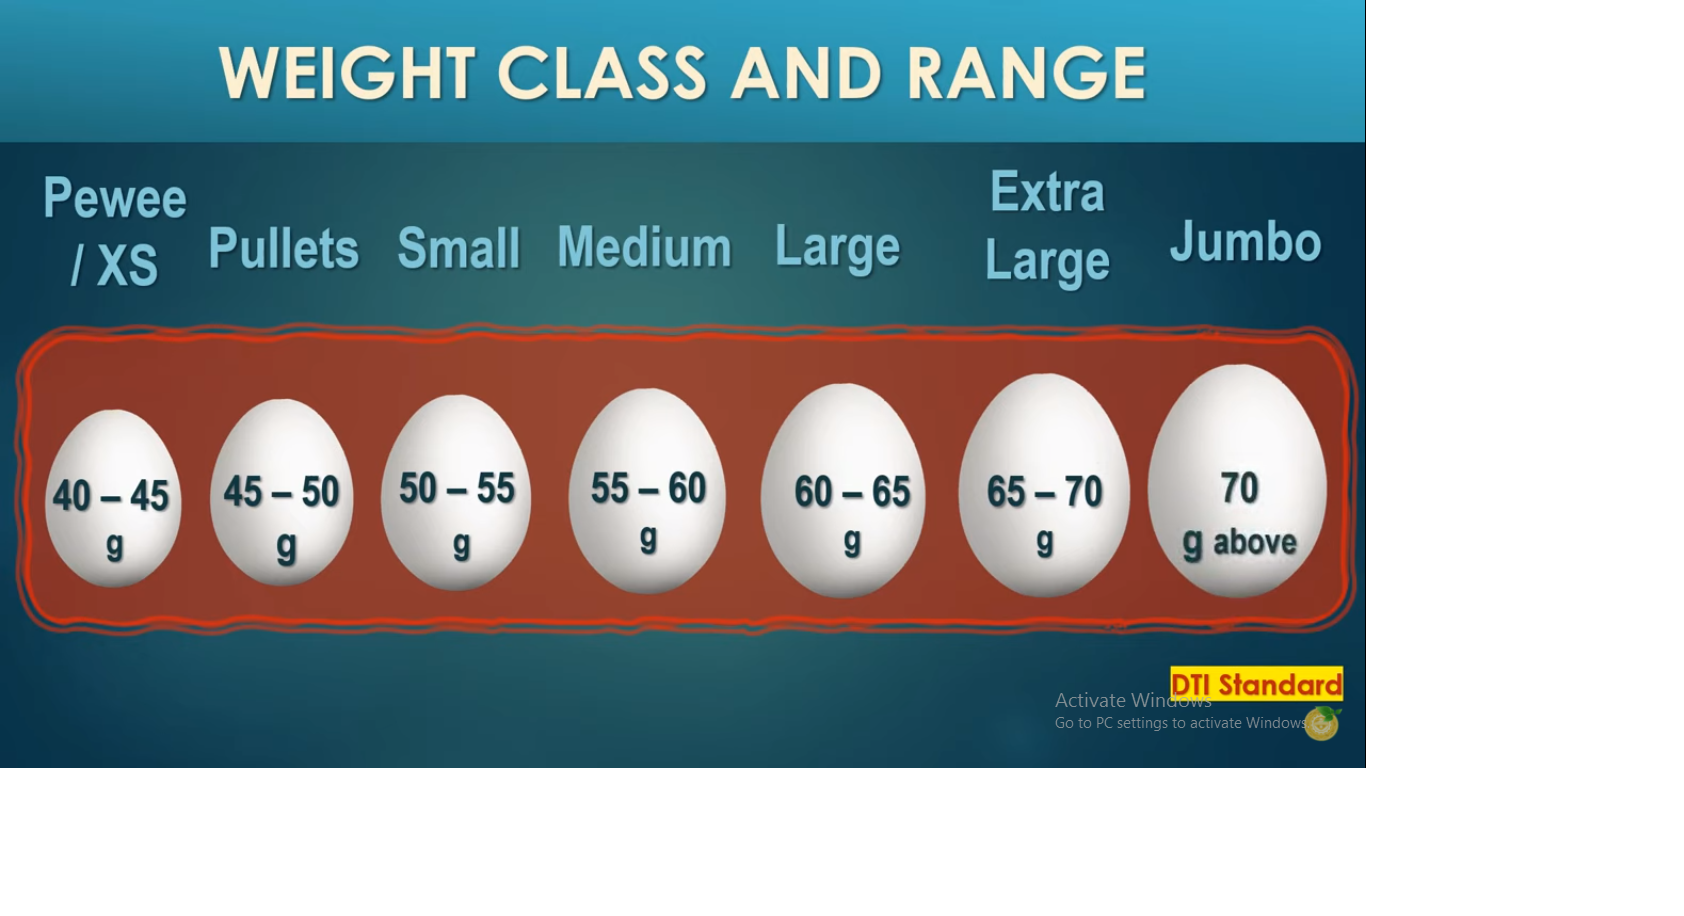 WEIGHT CLASS AND RANGE
Pewee
/ XS
Pullets
Small
Medium
Large
Extra
Large
Jumbo
40 – 45
g
45 – 50
g
50 – 55
g
55 – 60
g
60 – 65
g
65 – 70
g
70
g above
DTI Standard
Activate Windows
Go to PC settings to activate Windows.